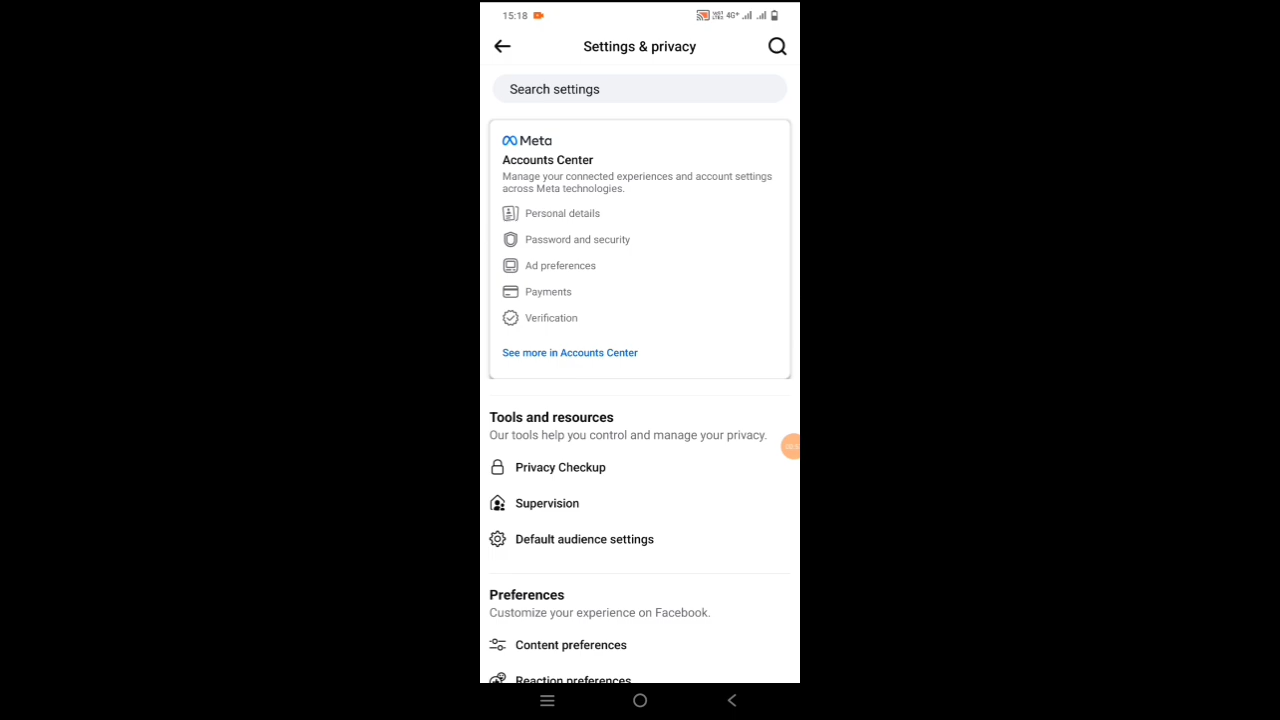 15:18
4G+
Settings & privacy
Search settings
Meta
Accounts Center
Manage your connected experiences and account settings
across Meta technologies.
Personal details
Password and security
Ad preferences
Payments
Verification
See more in Accounts Center
Tools and resources
Our tools help you control and manage your privacy.
Privacy Checkup
Supervision
Default audience settings
Preferences
Customize your experience on Facebook.
Content preferences
Reaction preferences